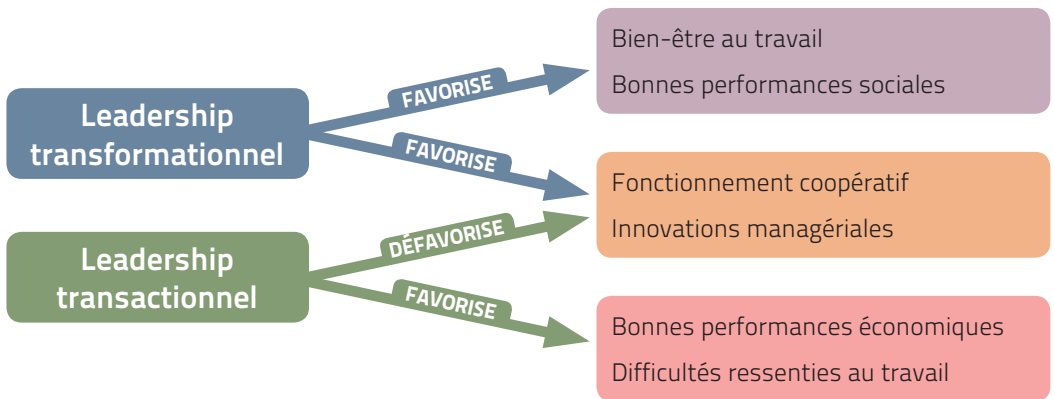 Leadership
transformationnel
FAVORISE
Bien-être au travail
Bonnes performances sociales
FAVORISE
Fonctionnement coopératif
Innovations managériales
Leadership
transactionnel
DÉFAVORISE
FAVORISE
Bonnes performances économiques
Difficultés ressenties au travail